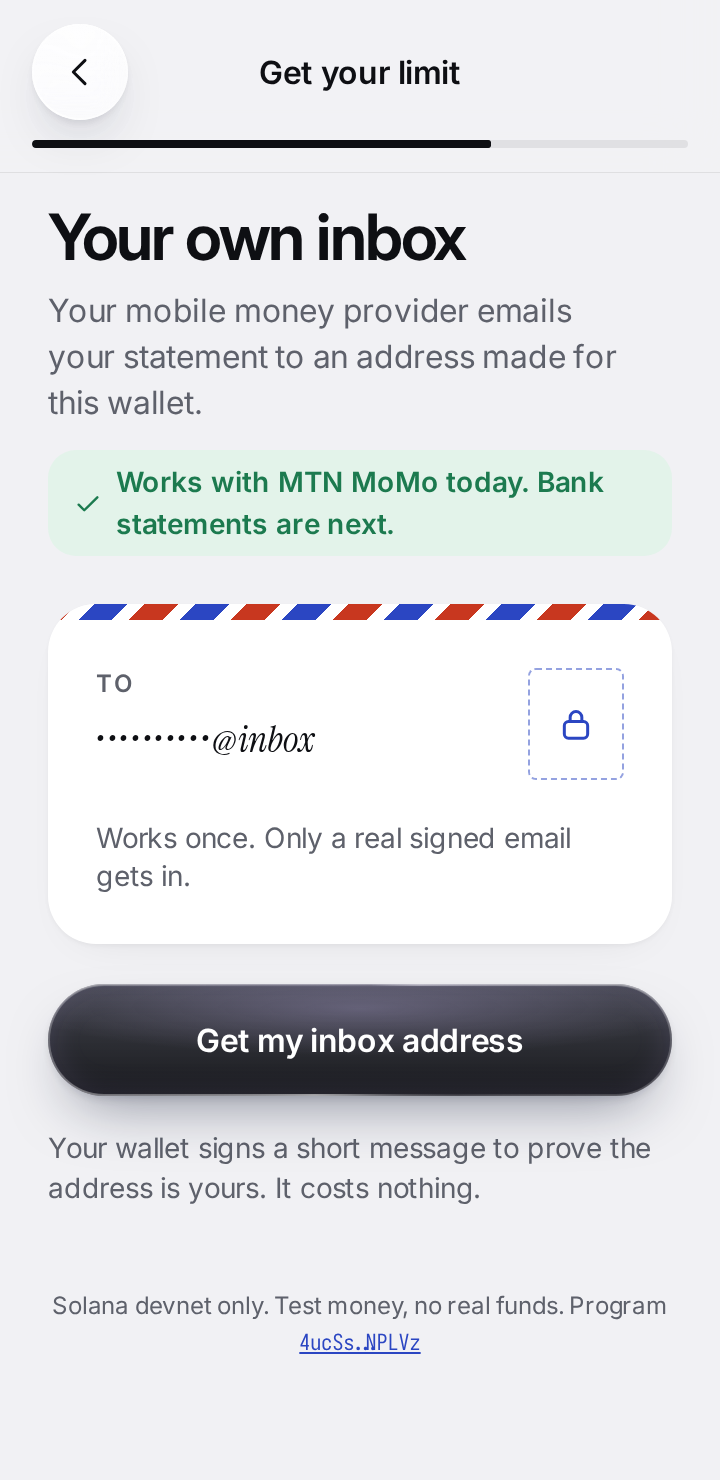 Get your limit
Your own inbox
Your mobile money provider emails
your statement to an address made for
this wallet.
Works with MTN MoMo today. Bank
statements are next.
TO
··········@inbox
Works once. Only a real signed email
gets in.
Get my inbox address
Your wallet signs a short message to prove the
address is yours. It costs nothing.
Solana devnet only. Test money, no real funds. Program
4ucSs…NPLVz